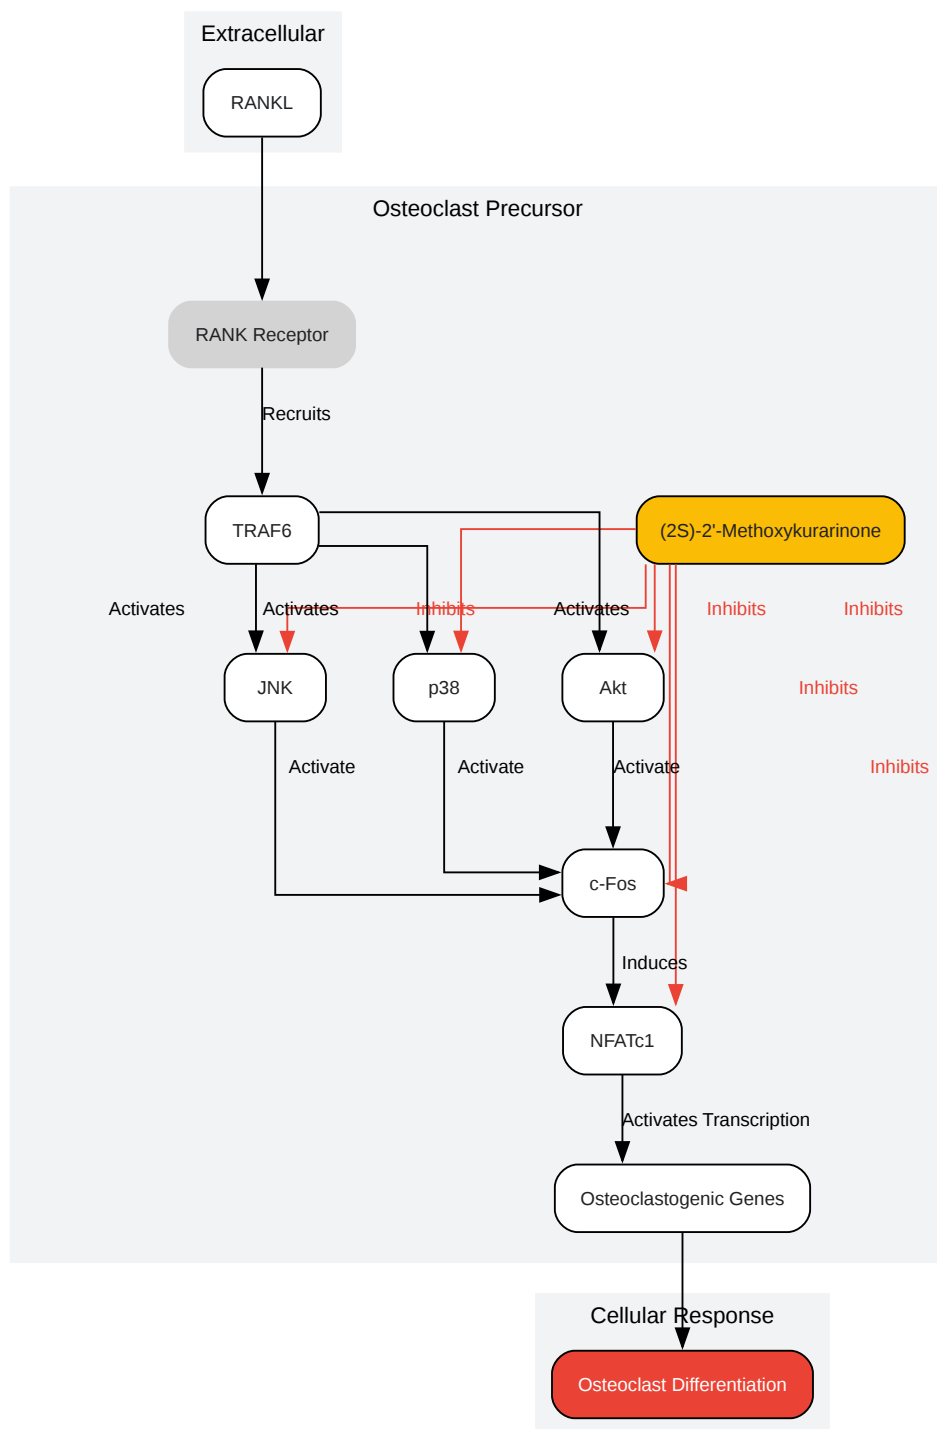 Extracellular
RANKL
Osteoclast Precursor
RANK Receptor
Recruits
TRAF6
(2S)-2'-Methoxykurarinone
Activates
Activates
Inhibits
Activates
Inhibits
Inhibits
JNK
p38
Akt
Inhibits
Activate
Activate
Activate
Inhibits
c-Fos
Induces
NFATc1
Activates Transcription
Osteoclastogenic Genes
Cellular Response
Osteoclast Differentiation